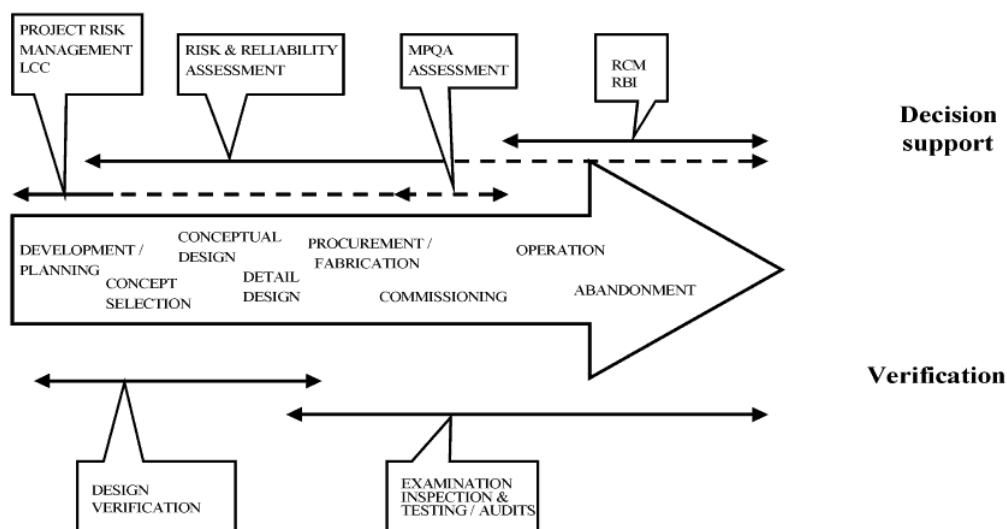 PROJECT RISK
MANAGEMENT
LCC
RISK & RELIABILITY
ASSESSMENT
MPQA
ASSESSMENT
RCM
RBI
Decision
support
DEVELOPMENT /
PLANNING
CONCEPT
SELECTION
CONCEPTUAL
DESIGN
DETAIL
DESIGN
PROCUREMENT /
FABRICATION
COMMISSIONING
OPERATION
ABANDONMENT
Verification
DESIGN
VERIFICATION
EXAMINATION
INSPECTION &
TESTING / AUDITS